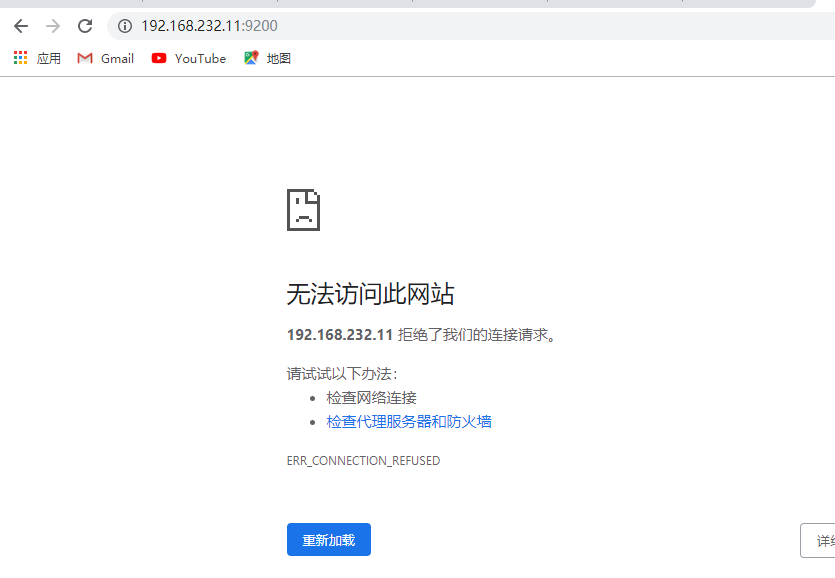 192.168.232.11:9200
应用 Gmail YouTube 地图
无法访问此网站
192.168.232.11 拒绝了我们的连接请求。
请试试以下办法：
检查网络连接
检查代理服务器和防火墙
ERR_CONNECTION_REFUSED
重新加载